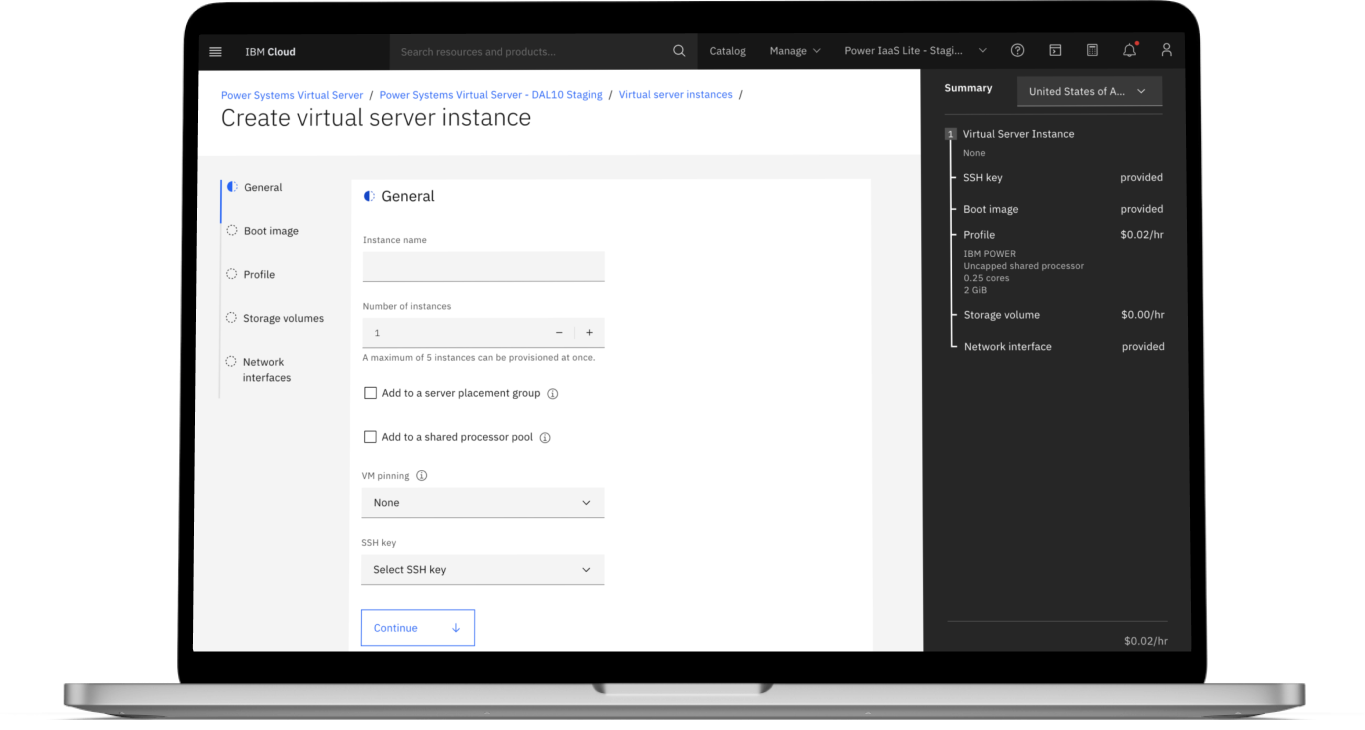 IBM Cloud
Search resources and products...
Catalog
Manage
Power IaaS Lite - Stagi...
Power Systems Virtual Server / Power Systems Virtual Server - DAL10 Staging / Virtual server instances /
Create virtual server instance
General
Boot image
Profile
Storage volumes
Network
interfaces
General
Instance name
Number of instances
1
A maximum of 5 instances can be provisioned at once.
Add to a server placement group
Add to a shared processor pool
VM pinning
None
SSH key
Select SSH key
Continue
Summary
United States of A...
1 Virtual Server Instance
None
SSH key provided
Boot image provided
Profile $0.02/hr
IBM POWER
Uncapped shared processor
0.25 cores
2 GiB
Storage volume $0.00/hr
Network interface provided
$0.02/hr